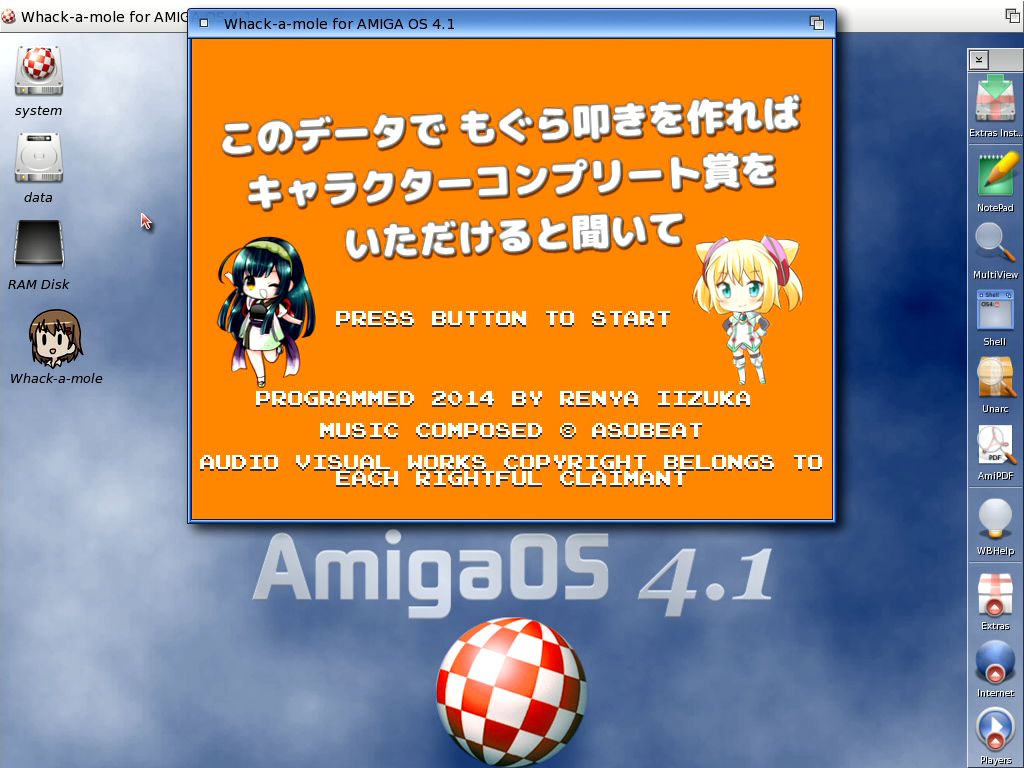 Whack-a-mole for AMIGA OS 4.1
Whack-a-mole for AMIGA OS 4.1
system
data
RAM Disk
Whack-a-mole
このデータで もぐら叩きを作れば
キャラクターコンプリート賞を
いただけると聞いて
PRESS BUTTON TO START
PROGRAMMED 2014 BY RENYA IIZUKA
MUSIC COMPOSED © ASOBEAT
AUDIO VISUAL WORKS COPYRIGHT BELONGS TO
EACH RIGHTFUL CLAIMANT
AmigaOS 4.1
Extras Inst...
NotePad
MultiView
Shell
Unarc
PDF
AmiPDF
WBHelp
Extras
Internet
Players